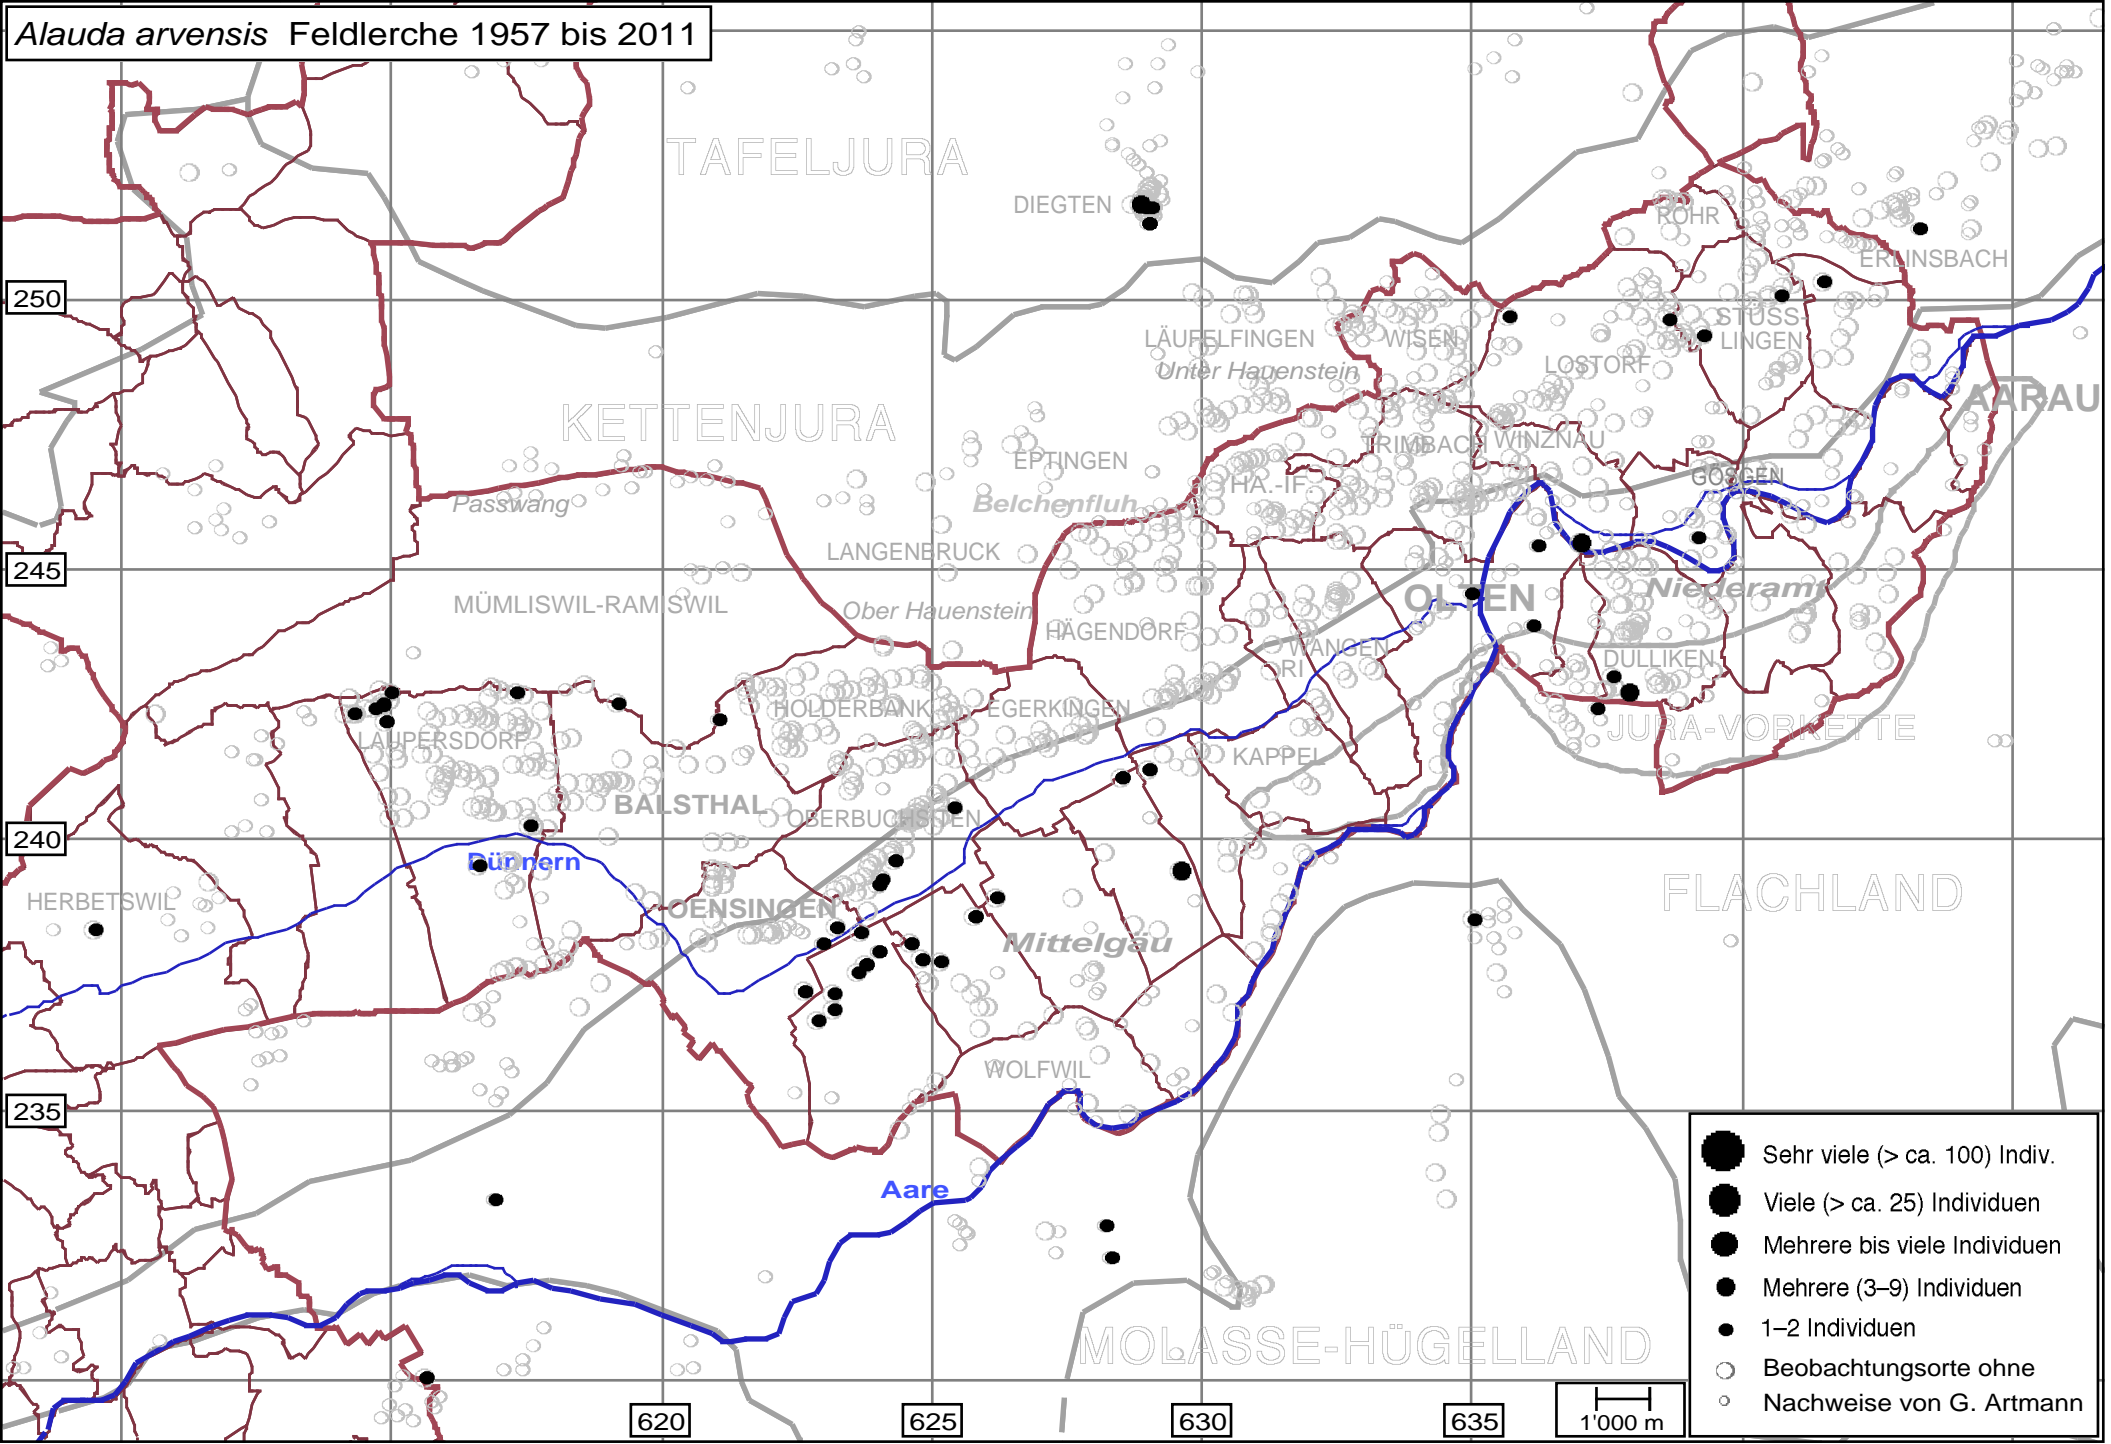 Alauda arvensis Feldlerche 1957 bis 2011
TAFELJURA
DIEGTEN
ROHR
ERLINSBACH
250
STÜSS-
LINGEN
LÄUFELFINGEN
WISEN
Unter Hauenstein
LOSTORF
AARAU
KETTENJURA
TRIMBACH
WINZNAU
EPTINGEN
GÖSGEN
HÄ.-IF.
Passwang
Belchenfluh
LANGENBRUCK
245
MÜMLISWIL-RAMISWIL
Ober Hauenstein
OLTEN
Niederamt
HÄGENDORF
WANGEN
RI
DULLIKEN
HOLDERBANK
EGERKINGEN
JURA-VORKETTE
LAUPERSDORF
KAPPEL
BALSTHAL
OBERBUCHSITEN
240
Dünnern
HERBETSWIL
OENSINGEN
FLACHLAND
Mittelgäu
WOLFWIL
235
Aare
MOLASSE-HÜGELLAND
Sehr viele (> ca. 100) Indiv.
Viele (> ca. 25) Individuen
Mehrere bis viele Individuen
Mehrere (3–9) Individuen
1–2 Individuen
Beobachtungsorte ohne
Nachweise von G. Artmann
1'000 m
620
625
630
635